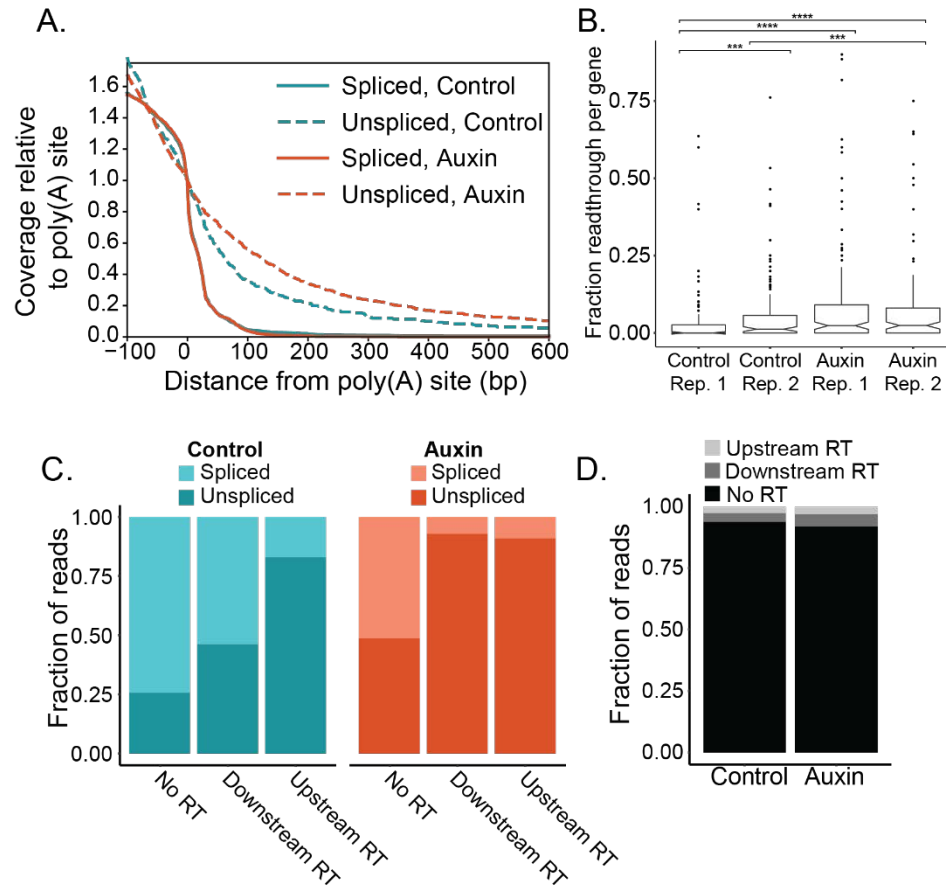 A.
Coverage relative
to poly(A) site
1.6
1.4
1.2
1.0
0.8
0.6
0.4
0.2
0.0
Spliced, Control
Unspliced, Control
Spliced, Auxin
Unspliced, Auxin
−100 0 100 200 300 400 500 600
Distance from poly(A) site (bp)
B.
****
****
***
***
Fraction readthrough per gene
0.75
0.50
0.25
0.00
Control Control Auxin Auxin
Rep. 1 Rep. 2 Rep. 1 Rep. 2
C.
Control
Spliced
Unspliced
Auxin
Spliced
Unspliced
Fraction of reads
1.00
0.75
0.50
0.25
0.00
No RT
Downstream RT
Upstream RT
No RT
Downstream RT
Upstream RT
D.
Upstream RT
Downstream RT
No RT
Fraction of reads
1.00
0.75
0.50
0.25
0.00
Control Auxin